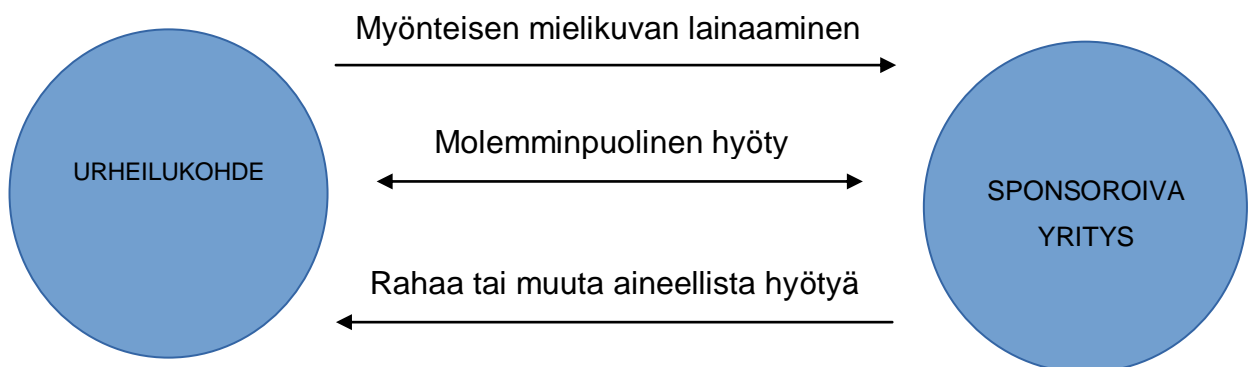 Myönteisen mielikuvan lainaaminen
Molemminpuolinen hyöty
URHEILUKOHDE
SPONSOROIVA
YRITYS
Rahaa tai muuta aineellista hyötyä